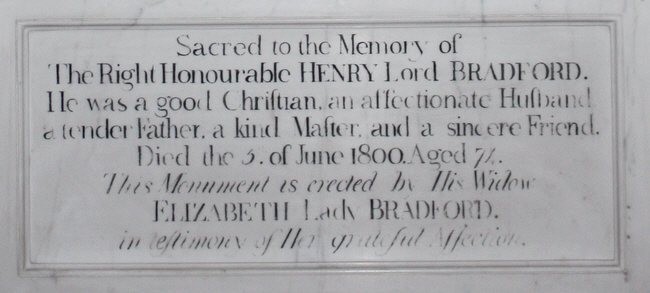 Sacred to the Memory of
The Right Honourable HENRY Lord BRADFORD.
He was a good Chriſtian, an affectionate Huſband
a tender Father, a kind Maſter, and a sincere Friend.
Died the 5. of June 1800. Aged
This Monument is erected by His Widow
ELIZABETH Lady BRADFORD.
in teſtimony of Her grateful Affection.